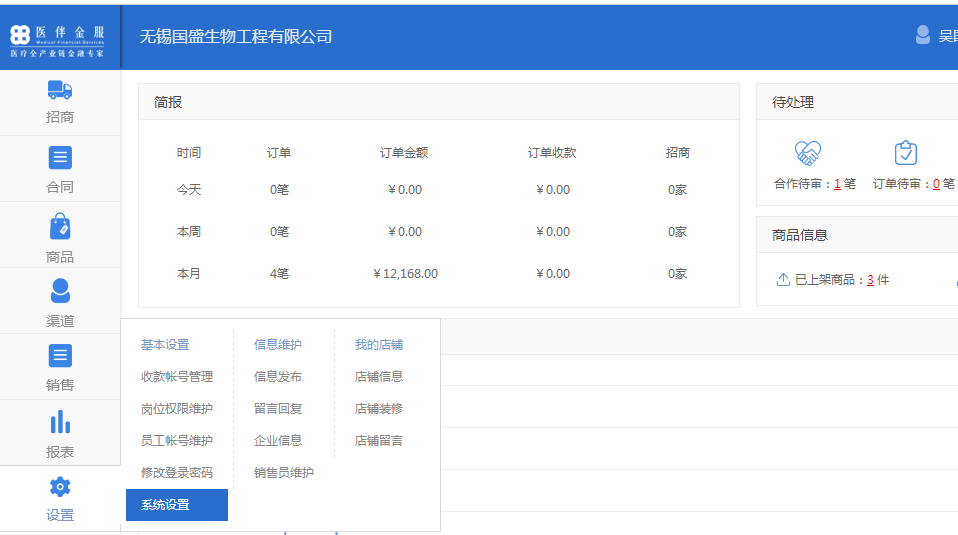 医伴金服
Medical Financial Services
医疗全产业链金融专家
无锡国盛生物工程有限公司
吴国
招商
合同
商品
渠道
销售
报表
设置
简报
时间 订单 订单金额 订单收款 招商
今天 0笔 ￥0.00 ￥0.00 0家
本周 0笔 ￥0.00 ￥0.00 0家
本月 4笔 ￥12,168.00 ￥0.00 0家
待处理
合作待审：1 笔 订单待审：0 笔
商品信息
已上架商品：3 件
基本设置 信息维护 我的店铺
收款帐号管理 信息发布 店铺信息
岗位权限维护 留言回复 店铺装修
员工帐号维护 企业信息 店铺留言
修改登录密码 销售员维护
系统设置